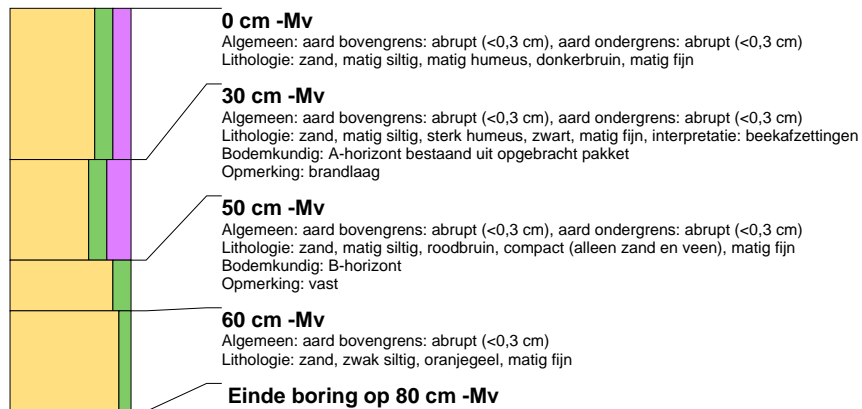 0 cm -Mv
Algemeen: aard bovengrens: abrupt (<0,3 cm), aard ondergrens: abrupt (<0,3 cm)
Lithologie: zand, matig siltig, matig humeus, donkerbruin, matig fijn
30 cm -Mv
Algemeen: aard bovengrens: abrupt (<0,3 cm), aard ondergrens: abrupt (<0,3 cm)
Lithologie: zand, matig siltig, sterk humeus, zwart, matig fijn, interpretatie: beekafzettingen
Bodemkundig: A-horizont bestaand uit opgebracht pakket
Opmerking: brandlaag
50 cm -Mv
Algemeen: aard bovengrens: abrupt (<0,3 cm), aard ondergrens: abrupt (<0,3 cm)
Lithologie: zand, matig siltig, roodbruin, compact (alleen zand en veen), matig fijn
Bodemkundig: B-horizont
Opmerking: vast
60 cm -Mv
Algemeen: aard bovengrens: abrupt (<0,3 cm)
Lithologie: zand, zwak siltig, oranjegeel, matig fijn
Einde boring op 80 cm -Mv